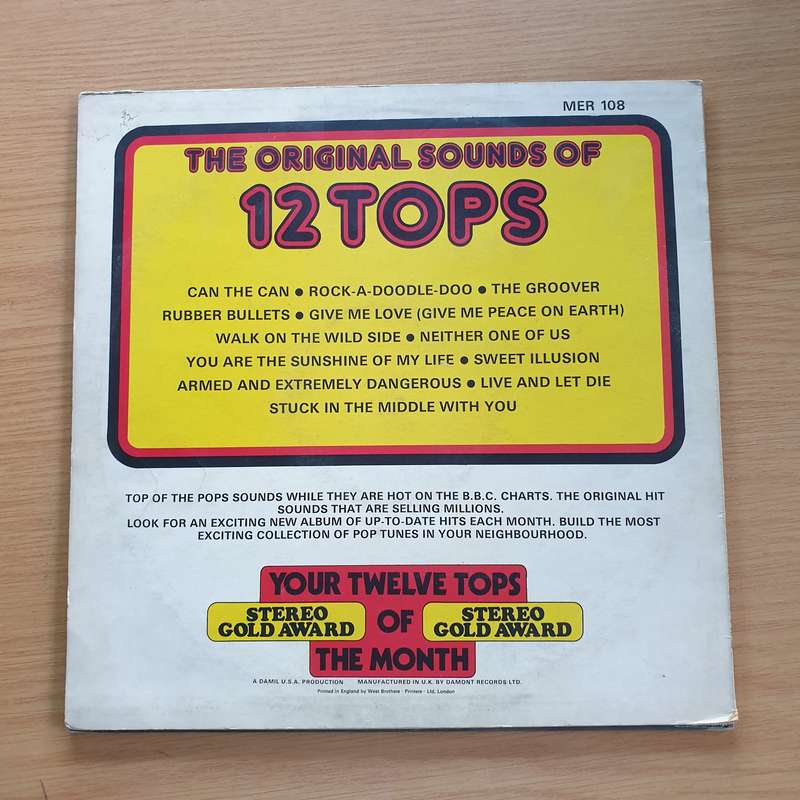 MER 108
THE ORIGINAL SOUNDS OF
12 TOPS
CAN THE CAN ● ROCK-A-DOODLE-DOO ● THE GROOVER
RUBBER BULLETS ● GIVE ME LOVE (GIVE ME PEACE ON EARTH)
WALK ON THE WILD SIDE ● NEITHER ONE OF US
YOU ARE THE SUNSHINE OF MY LIFE ● SWEET ILLUSION
ARMED AND EXTREMELY DANGEROUS ● LIVE AND LET DIE
STUCK IN THE MIDDLE WITH YOU
TOP OF THE POPS SOUNDS WHILE THEY ARE HOT ON THE B.B.C. CHARTS. THE ORIGINAL HIT
SOUNDS THAT ARE SELLING MILLIONS.
LOOK FOR AN EXCITING NEW ALBUM OF UP-TO-DATE HITS EACH MONTH. BUILD THE MOST
EXCITING COLLECTION OF POP TUNES IN YOUR NEIGHBOURHOOD.
YOUR TWELVE TOPS
STEREO
GOLD AWARD
OF
STEREO
GOLD AWARD
THE MONTH
A DAMIL U.S.A. PRODUCTION MANUFACTURED IN U.K. BY DAMONT RECORDS LTD.
Printed in England by West Brothers · Printers · Ltd, London